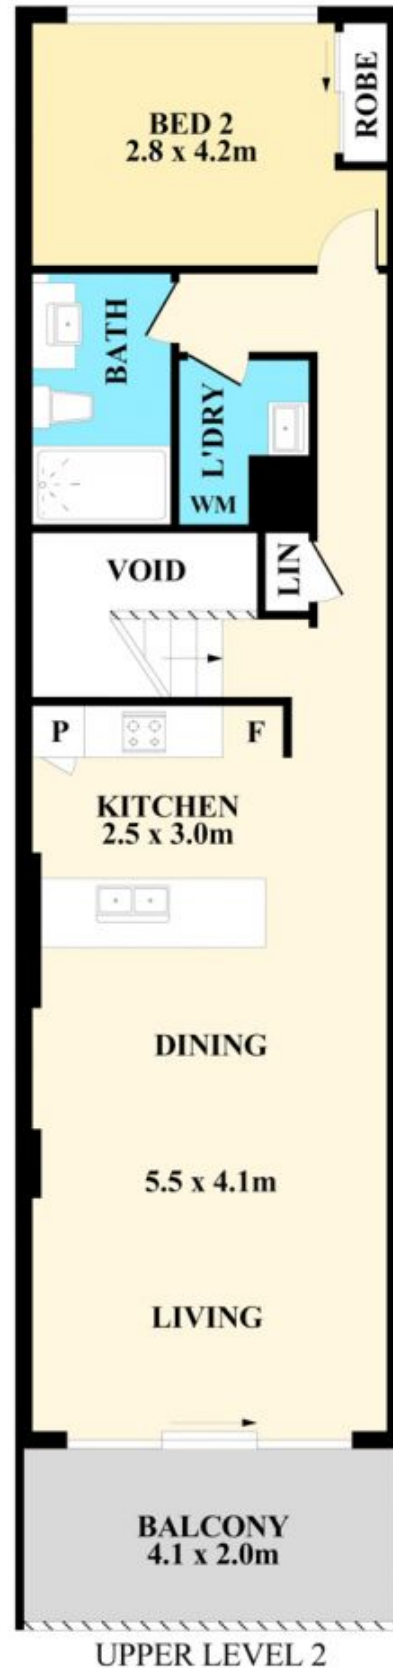 BED 2
2.8 x 4.2m
ROBE
BATH
L'DRY
WM
VOID
LIN
P
F
KITCHEN
2.5 x 3.0m
DINING
5.5 x 4.1m
LIVING
BALCONY
4.1 x 2.0m
UPPER LEVEL 2